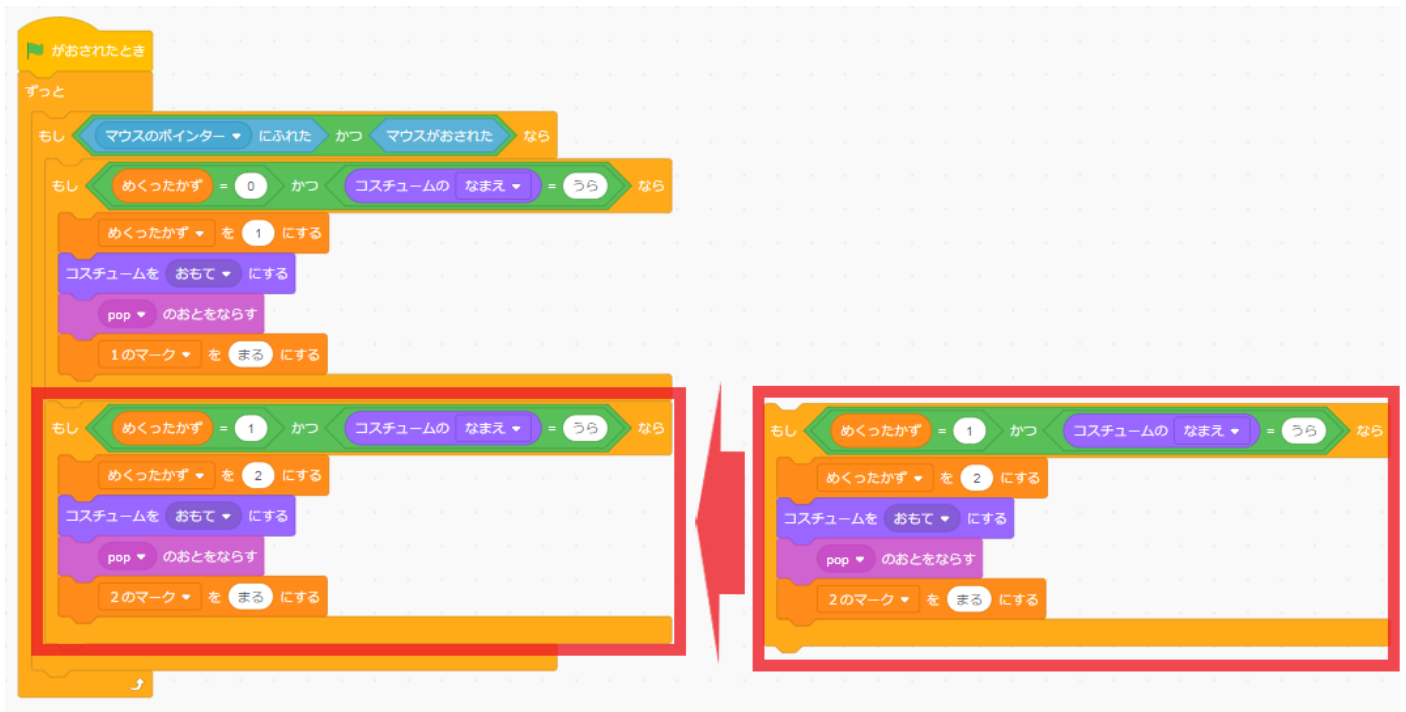 がおされたとき
ずっと
もし マウスのポインター にふれた かつ マウスがおされた なら
もし めくったかず = 0 かつ コスチュームの なまえ = うら なら
めくったかず を 1 にする
コスチュームを おもて にする
pop のおとをならす
1のマーク を まる にする
もし めくったかず = 1 かつ コスチュームの なまえ = うら なら
めくったかず を 2 にする
コスチュームを おもて にする
pop のおとをならす
2のマーク を まる にする
もし めくったかず = 1 かつ コスチュームの なまえ = うら なら
めくったかず を 2 にする
コスチュームを おもて にする
pop のおとをならす
2のマーク を まる にする